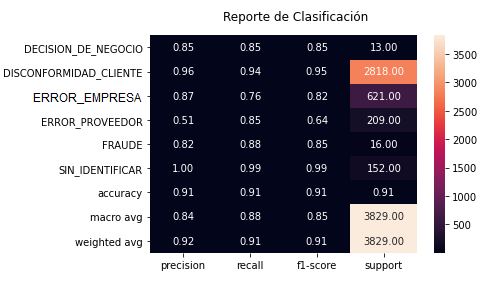 Reporte de Clasificación
DECISION_DE_NEGOCIO 0.85 0.85 0.85 13.00
DISCONFORMIDAD_CLIENTE 0.96 0.94 0.95 2818.00
ERROR_EMPRESA 0.87 0.76 0.82 621.00
ERROR_PROVEEDOR 0.51 0.85 0.64 209.00
FRAUDE 0.82 0.88 0.85 16.00
SIN_IDENTIFICAR 1.00 0.99 0.99 152.00
accuracy 0.91 0.91 0.91 0.91
macro avg 0.84 0.88 0.85 3829.00
weighted avg 0.92 0.91 0.91 3829.00
precision recall f1-score support
3500
3000
2500
2000
1500
1000
500